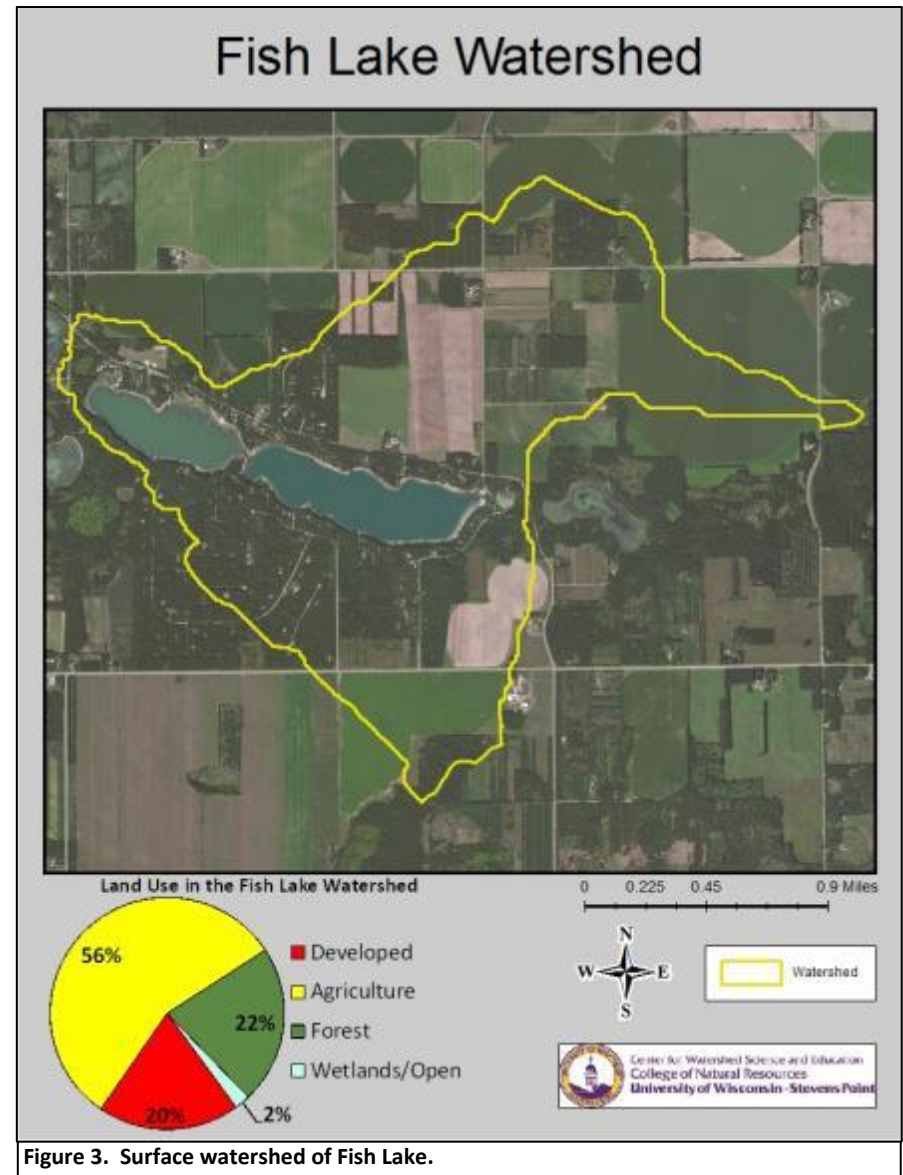 Fish Lake Watershed
Land Use in the Fish Lake Watershed
56%
22%
20%
2%
Developed
Agriculture
Forest
Wetlands/Open
0 0.225 0.45 0.9 Miles
N
W E
S
Watershed
Center for Watershed Science and Education
College of Natural Resources
University of Wisconsin - Stevens Point
Figure 3. Surface watershed of Fish Lake.